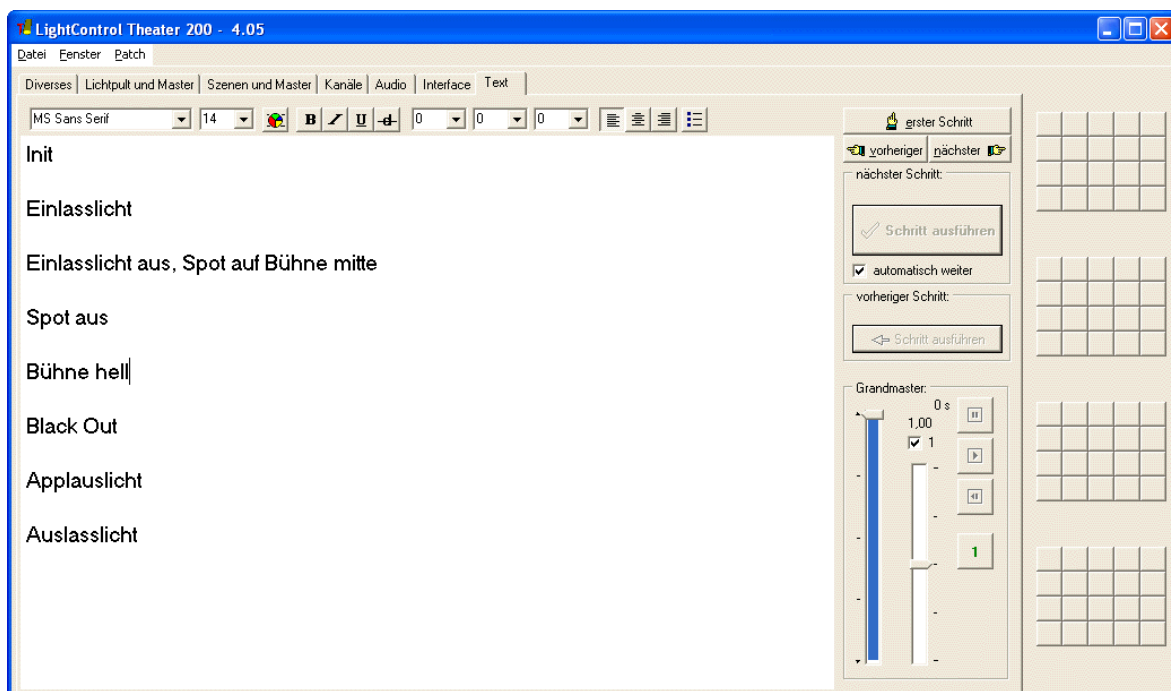 LightControl Theater 200 - 4.05
Datei Fenster Patch
Diverses Lichtpult und Master Szenen und Master Kanäle Audio Interface Text
MS Sans Serif 14 B I U d 0 0 0
erster Schritt
vorheriger nächster
nächster Schritt:
Schritt ausführen
automatisch weiter
vorheriger Schritt:
Schritt ausführen
Grandmaster:
0 s
1,00
1
1
Init
Einlasslicht
Einlasslicht aus, Spot auf Bühne mitte
Spot aus
Bühne hell
Black Out
Applauslicht
Auslasslicht